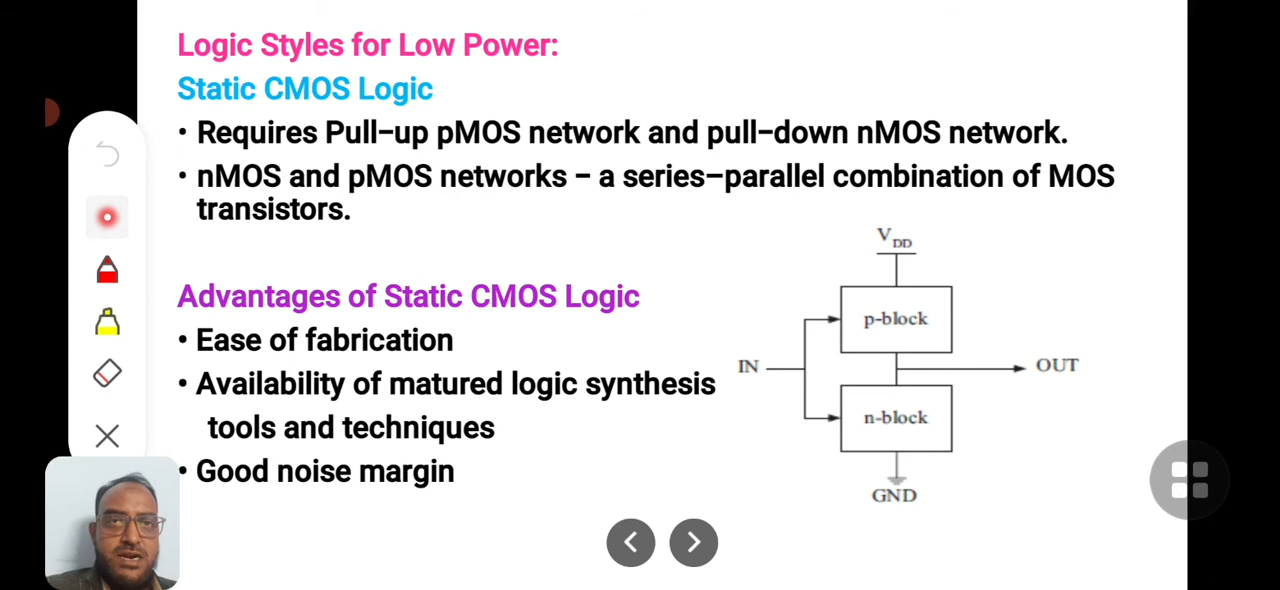 Logic Styles for Low Power:
Static CMOS Logic
• Requires Pull-up pMOS network and pull-down nMOS network.
• nMOS and pMOS networks - a series-parallel combination of MOS
transistors.
Advantages of Static CMOS Logic
• Ease of fabrication
• Availability of matured logic synthesis
tools and techniques
• Good noise margin
VDD
p-block
IN
OUT
n-block
GND